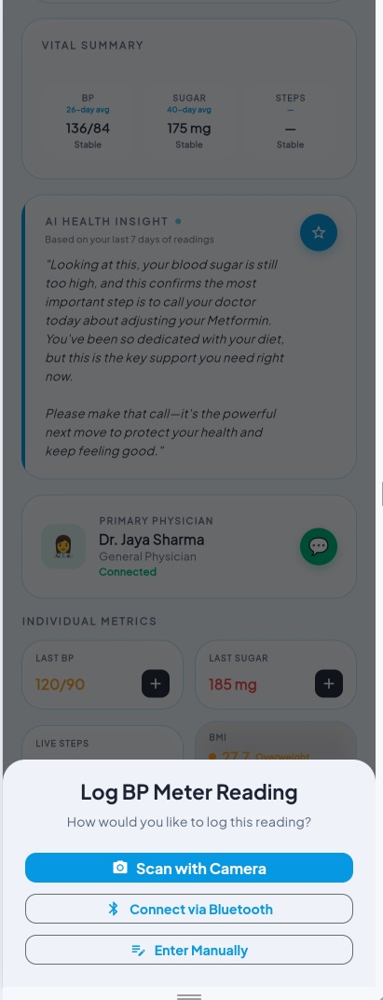 VITAL SUMMARY
BP
26-day avg
136/84
Stable
SUGAR
40-day avg
175 mg
Stable
STEPS
—
—
Stable
AI HEALTH INSIGHT
Based on your last 7 days of readings
"Looking at this, your blood sugar is still
too high, and this confirms the most
important step is to call your doctor
today about adjusting your Metformin.
You've been so dedicated with your diet,
but this is the key support you need right
now.
Please make that call—it's the powerful
next move to protect your health and
keep feeling good."
PRIMARY PHYSICIAN
Dr. Jaya Sharma
General Physician
Connected
INDIVIDUAL METRICS
LAST BP
120/90
LAST SUGAR
185 mg
LIVE STEPS
BMI
27.7 Overweight
Log BP Meter Reading
How would you like to log this reading?
Scan with Camera
Connect via Bluetooth
Enter Manually